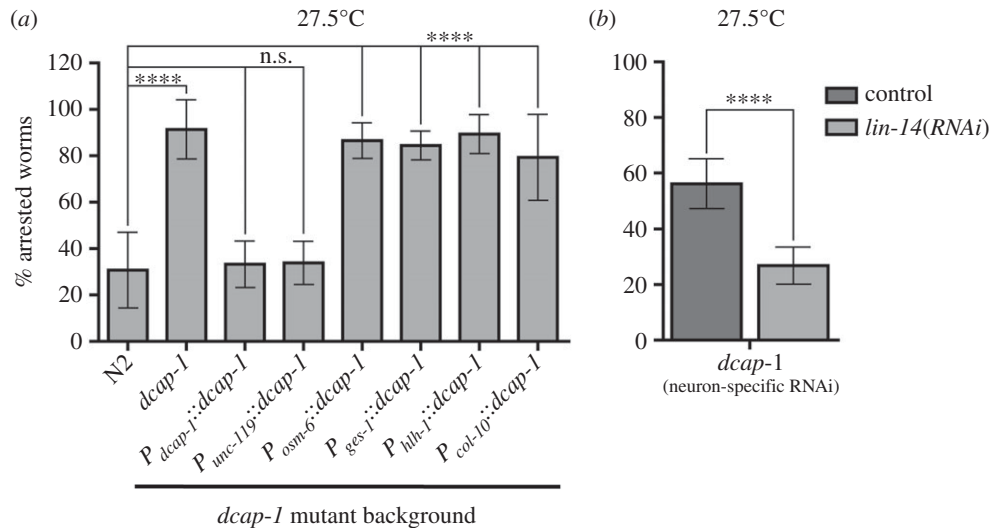 (a)
27.5°C
% arrested worms
120
100
80
60
40
20
0
****
n.s.
****
N2
dcap-1
P dcap-1::dcap-1
P unc-119::dcap-1
P osm-6::dcap-1
P ges-1::dcap-1
P hlh-1::dcap-1
P col-10::dcap-1
dcap-1 mutant background
(b)
27.5°C
100
80
60
40
20
0
****
dcap-1
(neuron-specific RNAi)
control
lin-14(RNAi)